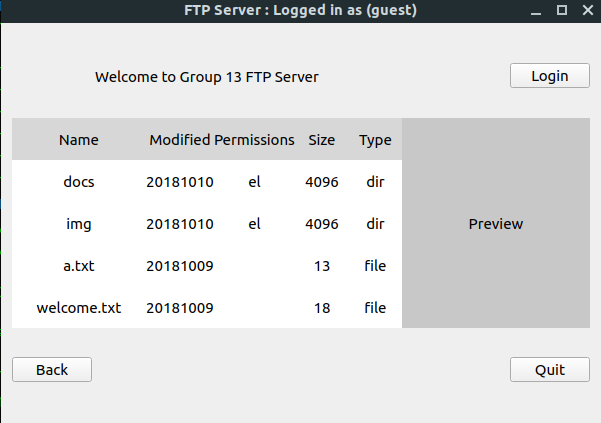 FTP Server : Logged in as (guest)
Welcome to Group 13 FTP Server Login
Name Modified Permissions Size Type
docs 20181010 el 4096 dir
img 20181010 el 4096 dir
Preview
a.txt 20181009 13 file
welcome.txt 20181009 18 file
Back Quit